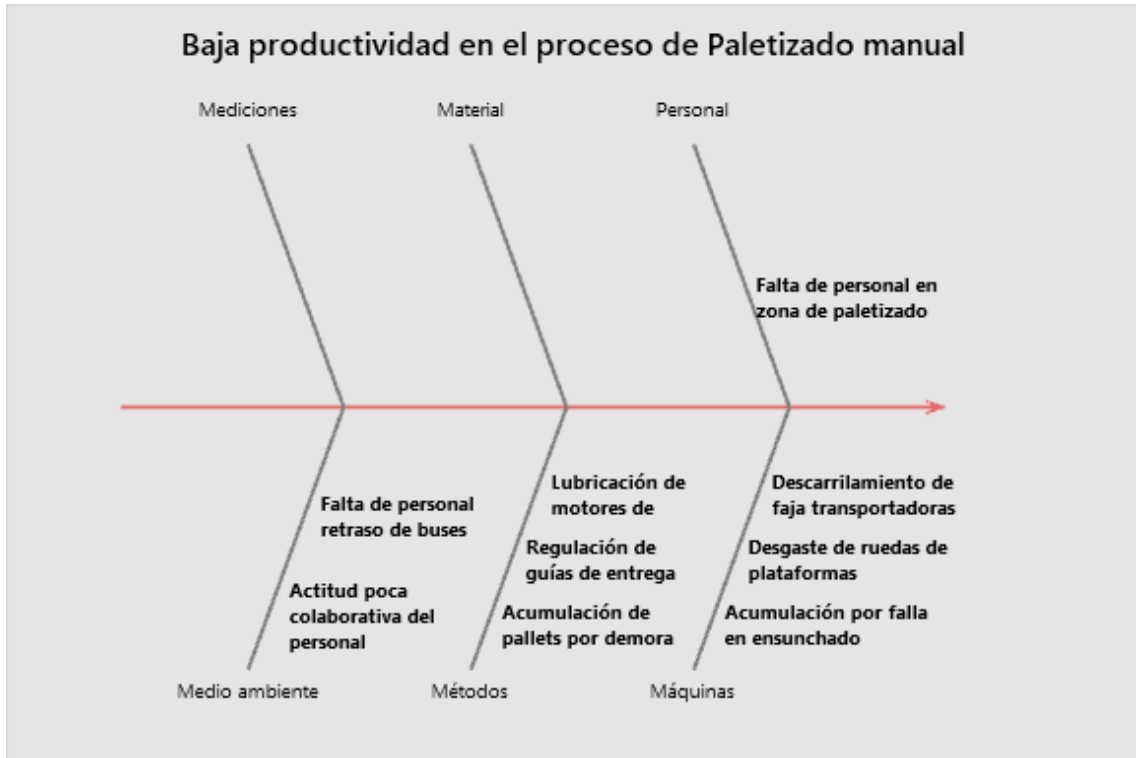 Baja productividad en el proceso de Paletizado manual
Mediciones
Material
Personal
Falta de personal en
zona de paletizado
Falta de personal
retraso de buses
Actitud poca
colaborativa del
personal
Lubricación de
motores de
Regulación de
guías de entrega
Acumulación de
pallets por demora
Descarrilamiento de
faja transportadoras
Desgaste de ruedas de
plataformas
Acumulación por falla
en ensunchado
Medio ambiente
Métodos
Máquinas